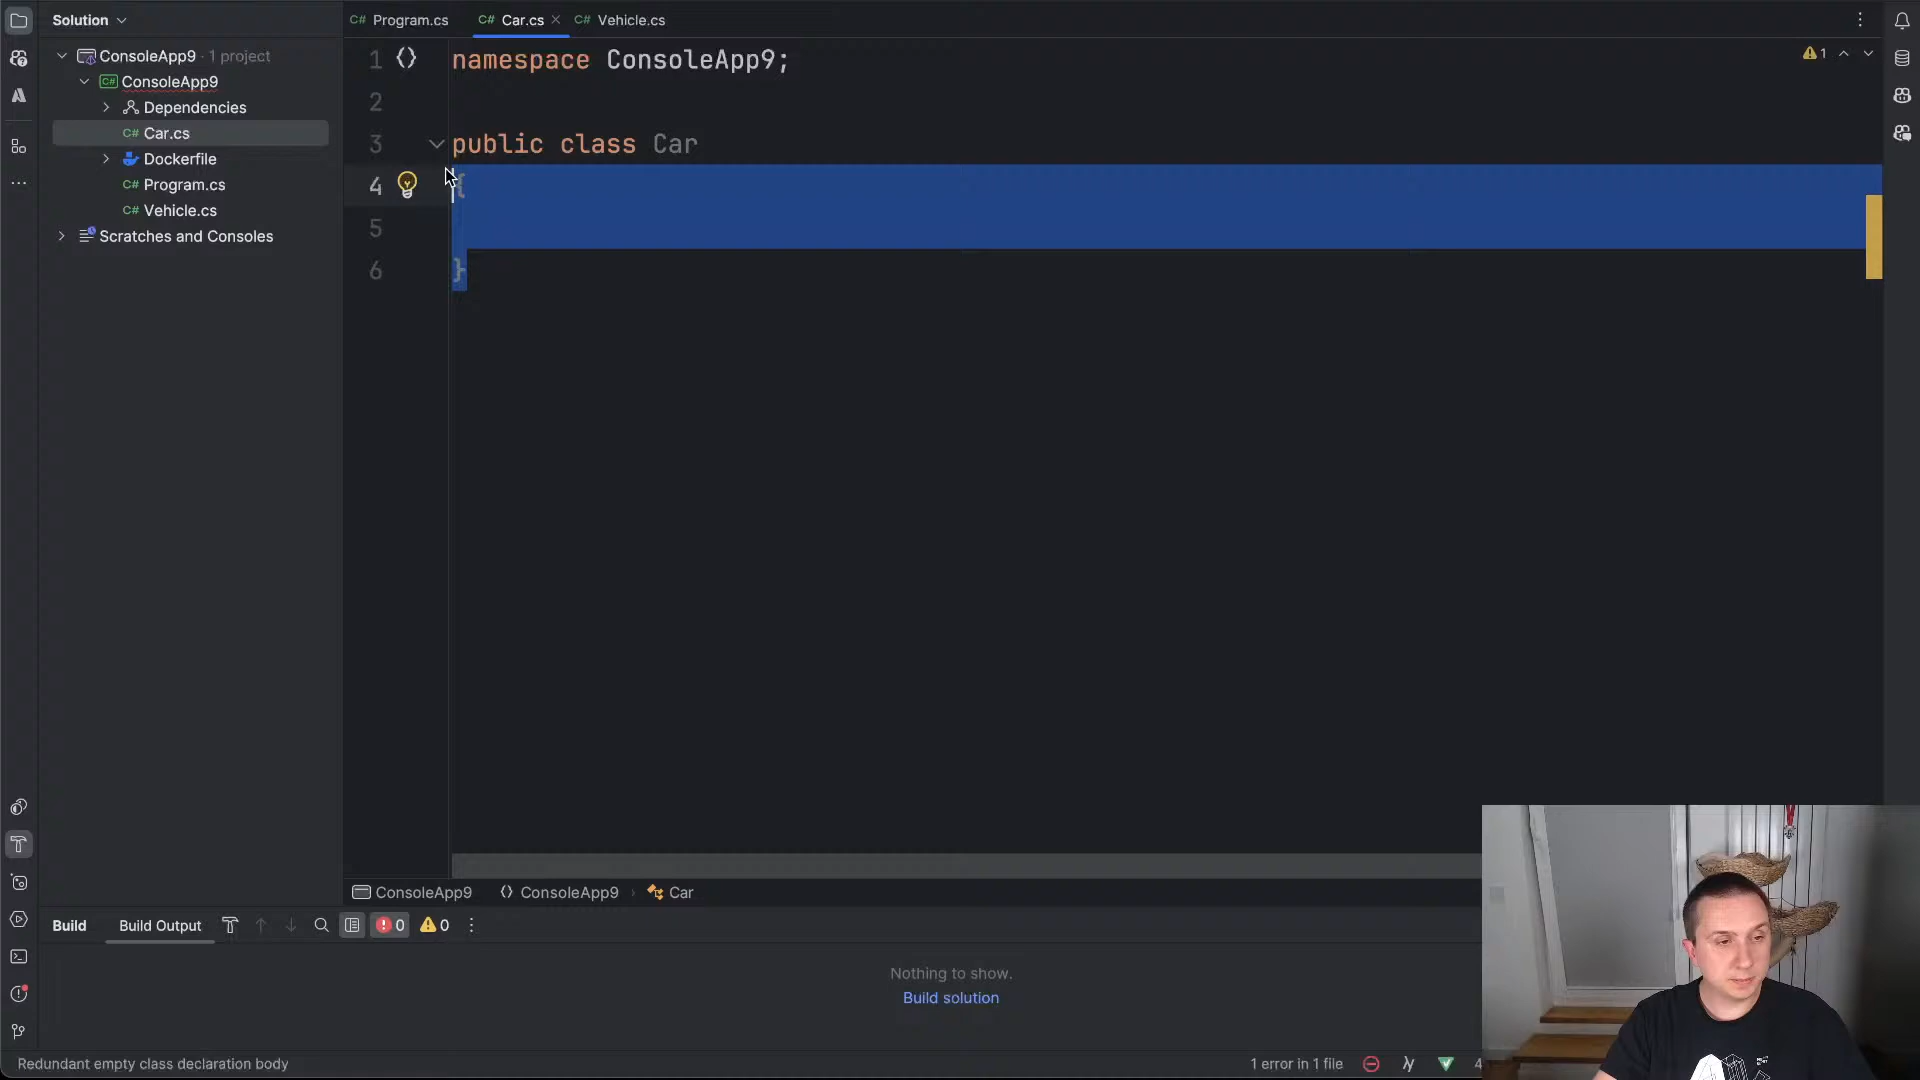 Solution
Program.cs
Car.cs
Vehicle.cs
ConsoleApp9 · 1 project
ConsoleApp9
Dependencies
Car.cs
Dockerfile
Program.cs
Vehicle.cs
Scratches and Consoles
1 namespace ConsoleApp9;
2
3 public class Car
4 {
5
6 }
1
ConsoleApp9
ConsoleApp9 › Car
Build
Build Output
0
0
Nothing to show.
Build solution
Redundant empty class declaration body
1 error in 1 file
4